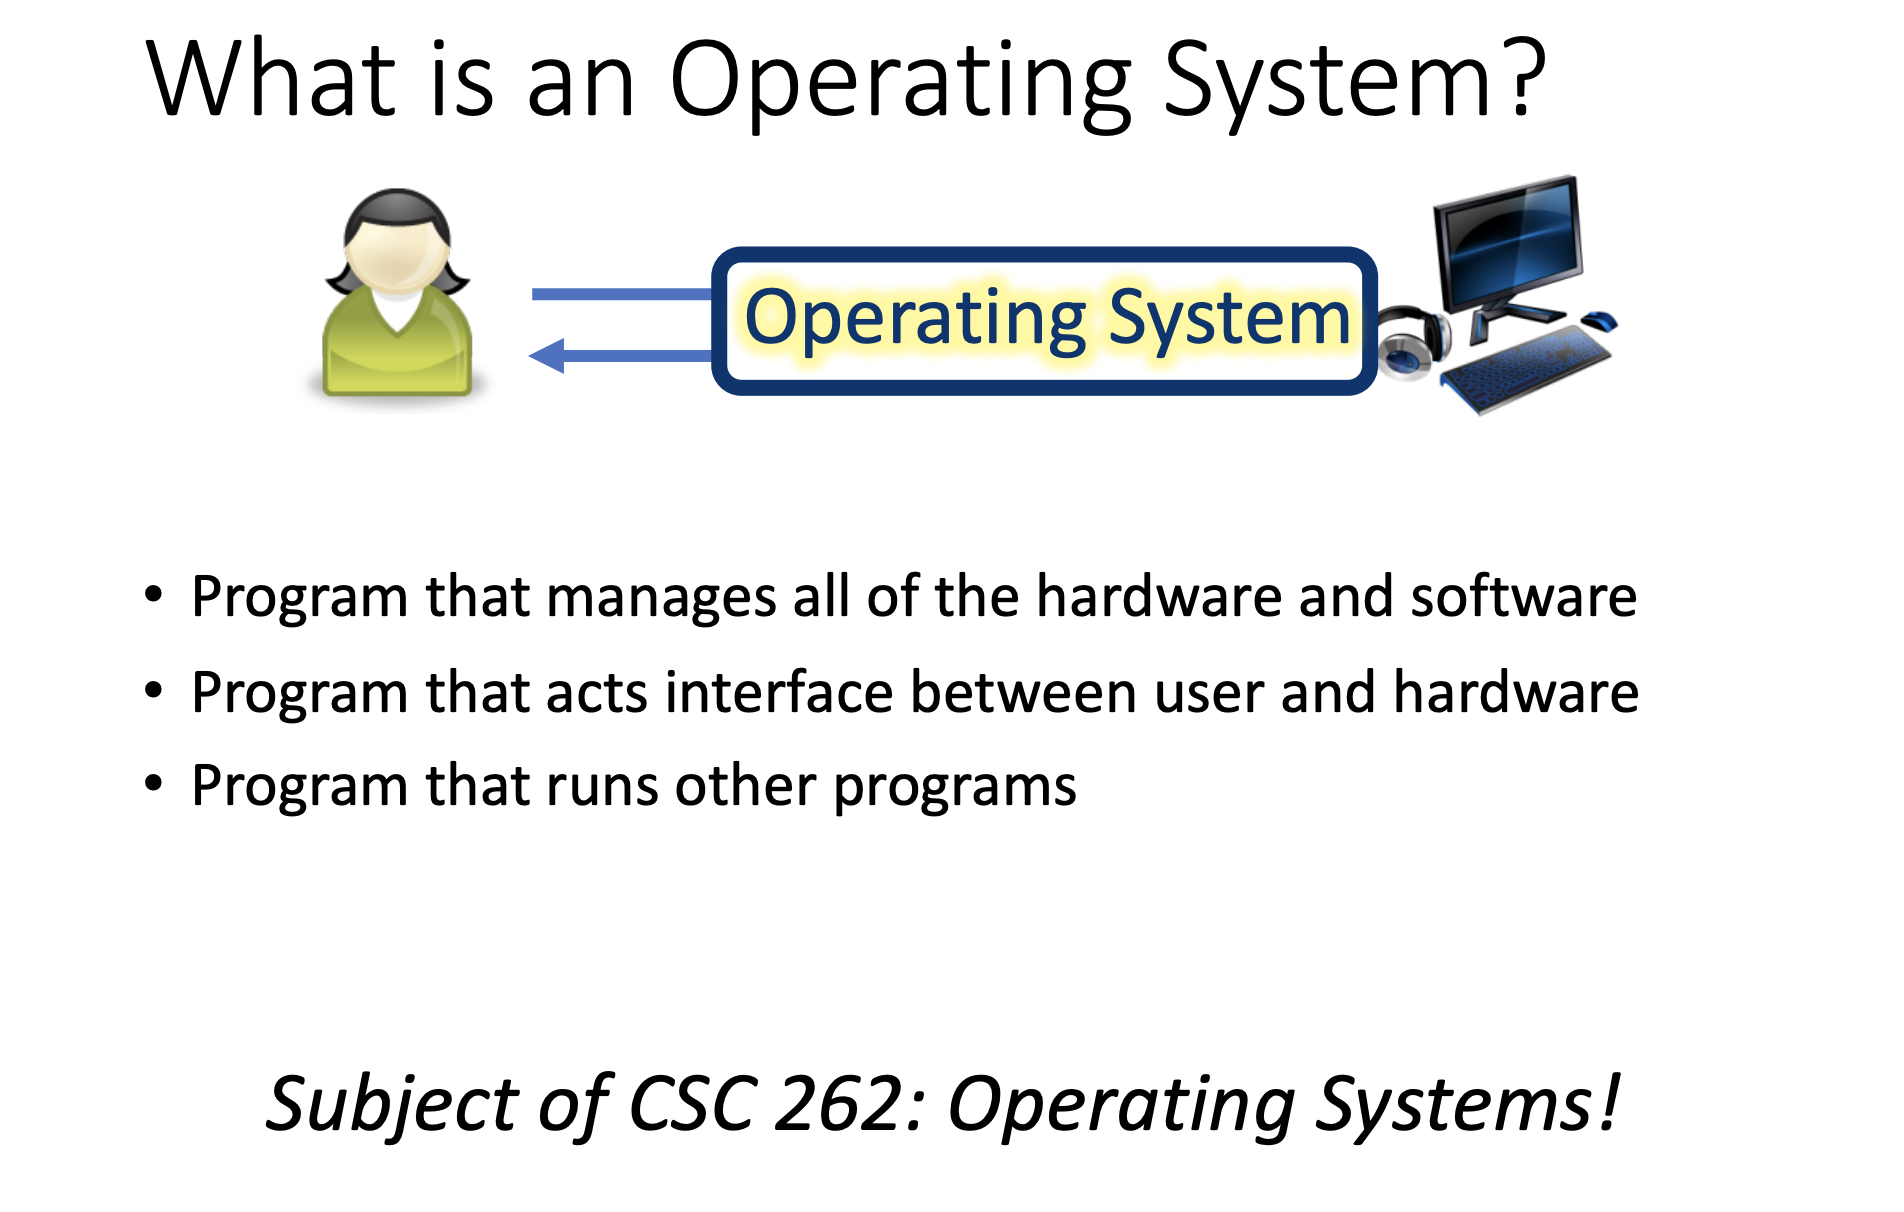 What is an Operating System?
Operating System
• Program that manages all of the hardware and software
• Program that acts interface between user and hardware
• Program that runs other programs
Subject of CSC 262: Operating Systems!